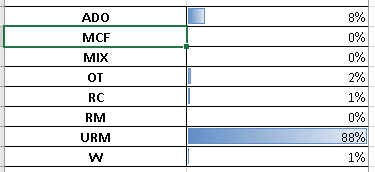 ADO 8%
MCF 0%
MIX 0%
OT 2%
RC 1%
RM 0%
URM 88%
W 1%